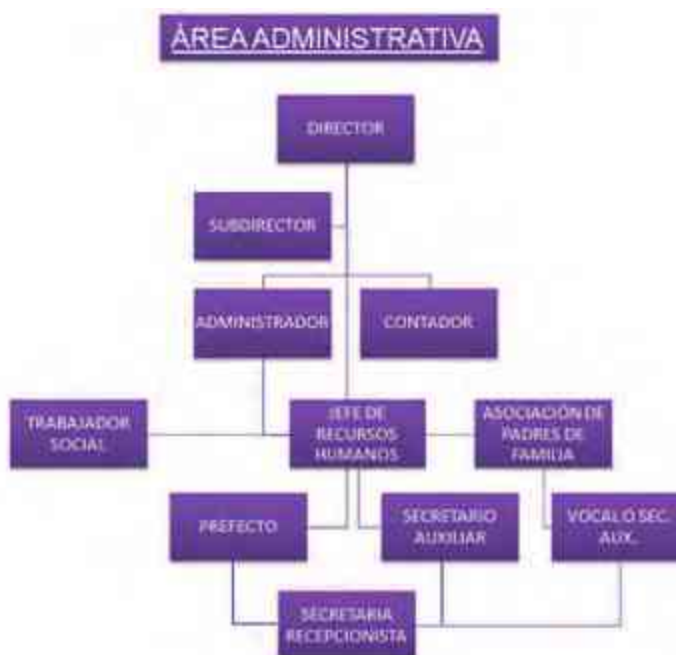 ÁREA ADMINISTRATIVA
DIRECTOR
SUBDIRECTOR
ADMINISTRADOR
CONTADOR
TRABAJADOR
SOCIAL
JEFE DE
RECURSOS
HUMANOS
ASOCIACIÓN DE
PADRES DE
FAMILIA
PREFECTO
SECRETARIO
AUXILIAR
VOCAL O SEC.
AUX.
SECRETARIA
RECEPCIONISTA